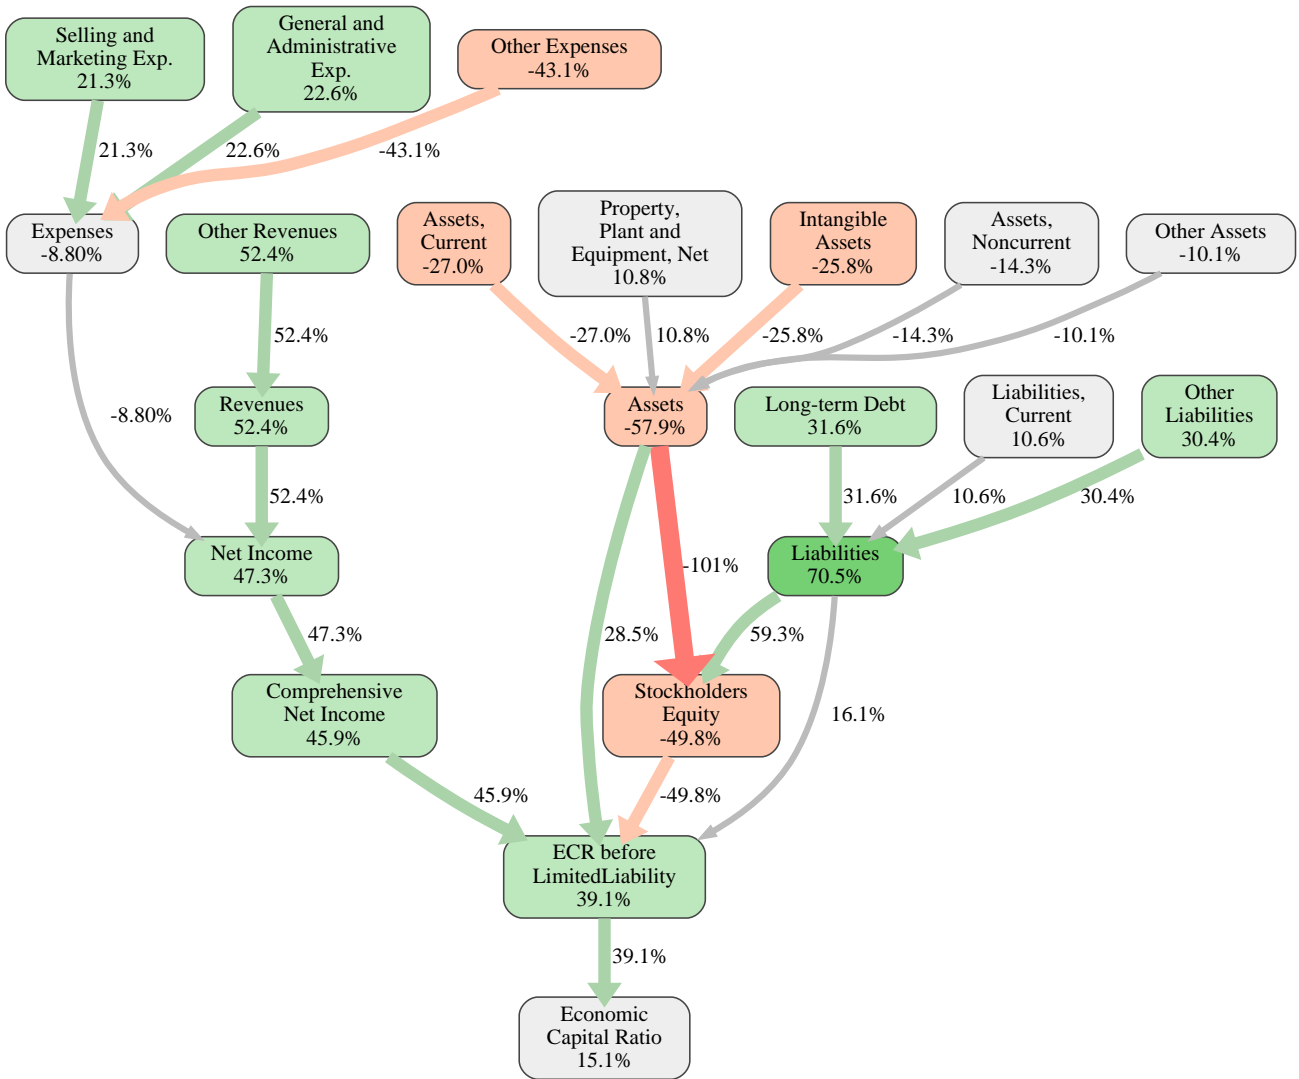 Selling and
Marketing Exp.
21.3%
General and
Administrative
Exp.
22.6%
Other Expenses
-43.1%
21.3%
22.6%
-43.1%
Expenses
-8.80%
Other Revenues
52.4%
Assets,
Current
-27.0%
Property,
Plant and
Equipment, Net
10.8%
Intangible
Assets
-25.8%
Assets,
Noncurrent
-14.3%
Other Assets
-10.1%
52.4%
-27.0%
10.8%
-25.8%
-14.3%
-10.1%
-8.80%
Revenues
52.4%
Assets
-57.9%
Long-term Debt
31.6%
Liabilities,
Current
10.6%
Other
Liabilities
30.4%
52.4%
31.6%
10.6%
30.4%
Net Income
47.3%
-101%
Liabilities
70.5%
47.3%
28.5%
59.3%
Comprehensive
Net Income
45.9%
Stockholders
Equity
-49.8%
16.1%
45.9%
-49.8%
ECR before
LimitedLiability
39.1%
39.1%
Economic
Capital Ratio
15.1%